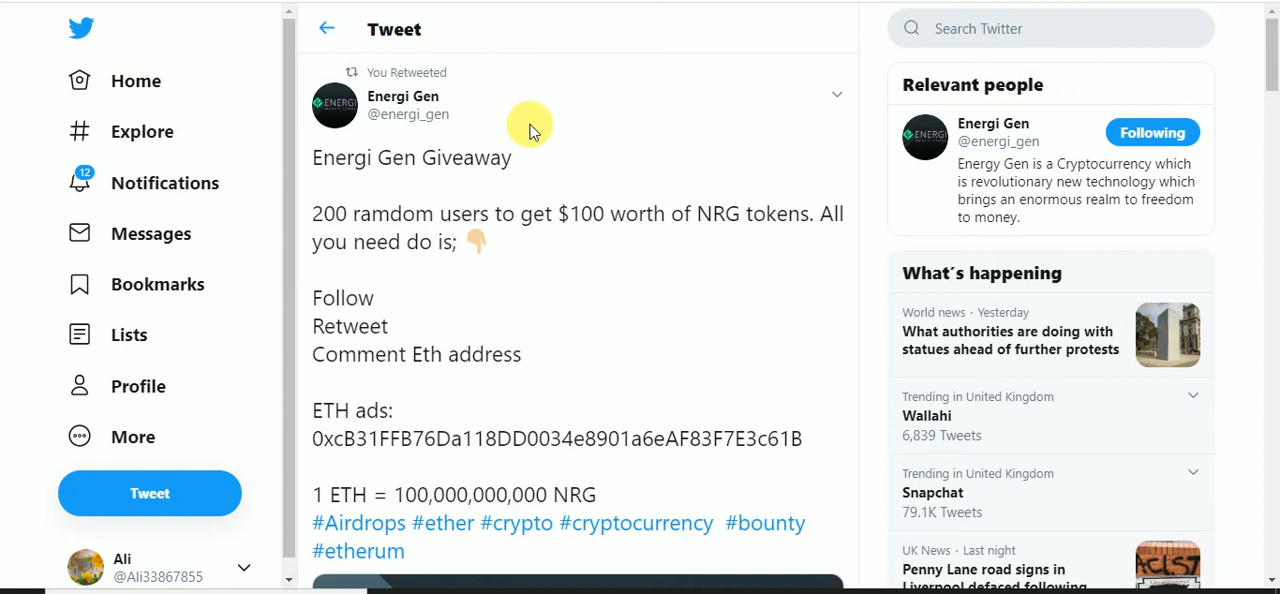 Home
Explore
12
Notifications
Messages
Bookmarks
Lists
Profile
More
Tweet
Ali
@Ali33867855
Tweet
You Retweeted
Energi Gen
@energi_gen
Energi Gen Giveaway
200 ramdom users to get $100 worth of NRG tokens. All
you need do is; 👇🏼
Follow
Retweet
Comment Eth address
ETH ads:
0xcB31FFB76Da118DD0034e8901a6eAF83F7E3c61B
1 ETH = 100,000,000,000 NRG
#Airdrops #ether #crypto #cryptocurrency #bounty
#etherum
Search Twitter
Relevant people
Energi Gen
@energi_gen
Following
Energy Gen is a Cryptocurrency which
is revolutionary new technology which
brings an enormous realm to freedom
to money.
What's happening
World news · Yesterday
What authorities are doing with
statues ahead of further protests
Trending in United Kingdom
Wallahi
6,839 Tweets
Trending in United Kingdom
Snapchat
79.1K Tweets
UK News · Last night
Penny Lane road signs in
Liverpool defaced following